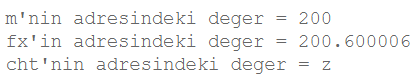 m'nin adresindeki deger = 200
fx'in adresindeki deger = 200.600006
cht'nin adresindeki deger = z